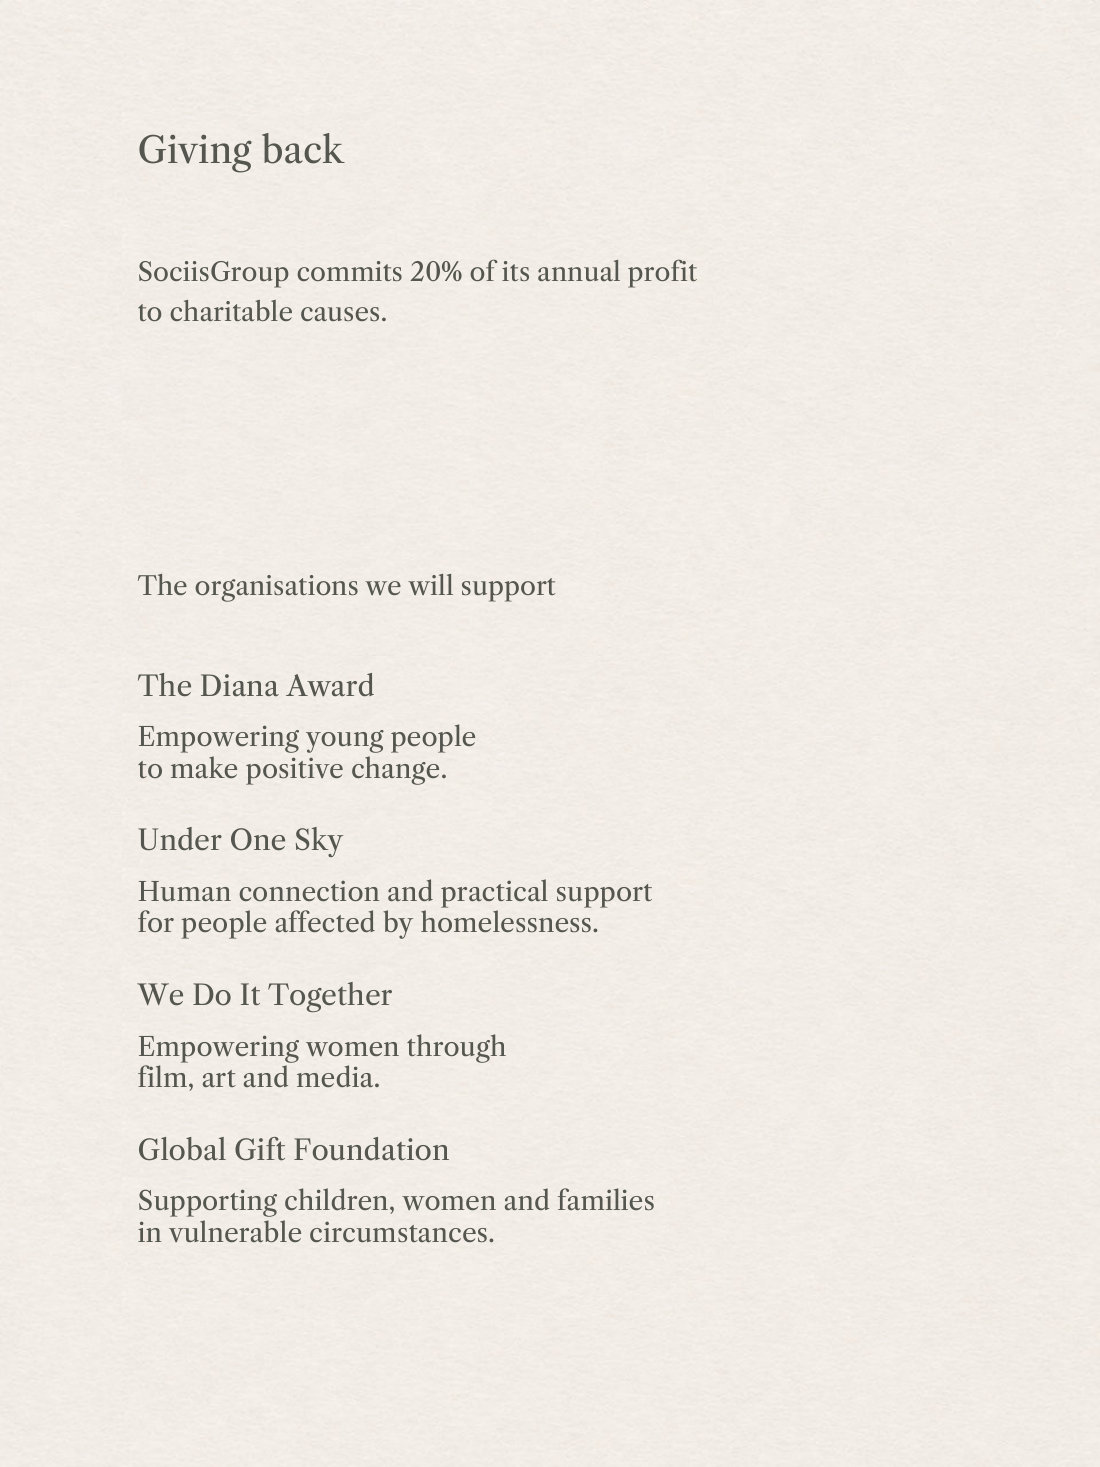 Giving back
SociisGroup commits 20% of its annual profit
to charitable causes.
The organisations we will support
The Diana Award
Empowering young people
to make positive change.
Under One Sky
Human connection and practical support
for people affected by homelessness.
We Do It Together
Empowering women through
film, art and media.
Global Gift Foundation
Supporting children, women and families
in vulnerable circumstances.